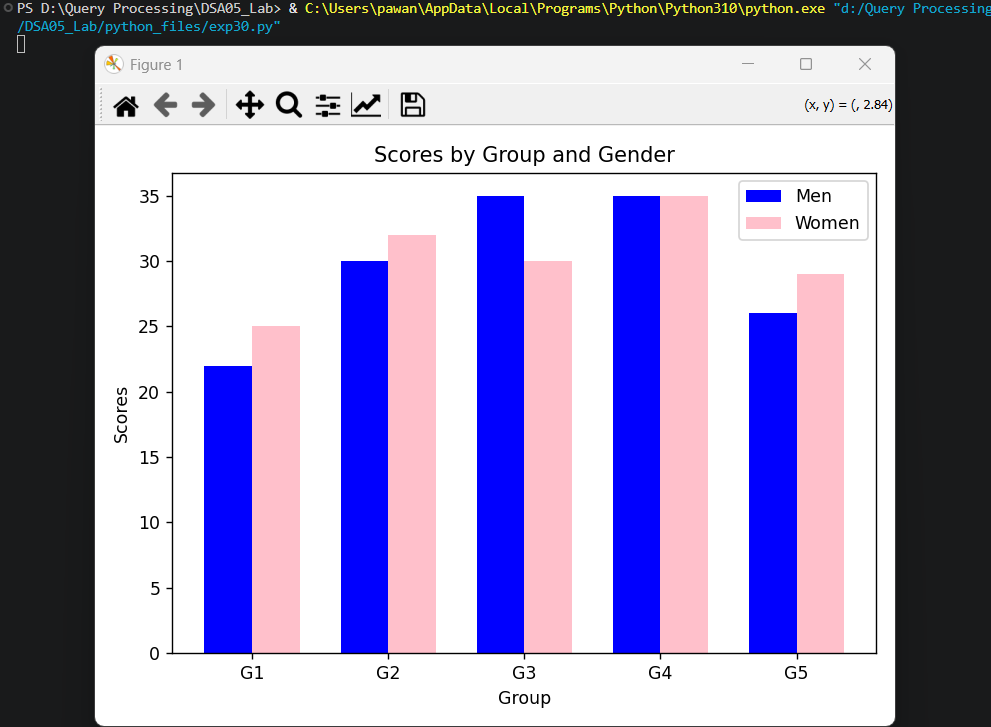 PS D:\Query Processing\DSA05_Lab> & C:\Users\pawan\AppData\Local\Programs\Python\Python310\python.exe "d:/Query Processing
/DSA05_Lab/python_files/exp30.py"
Figure 1
(x, y) = (, 2.84)
Scores by Group and Gender
Men
Women
35
30
25
20
15
10
5
0
Scores
G1 G2 G3 G4 G5
Group